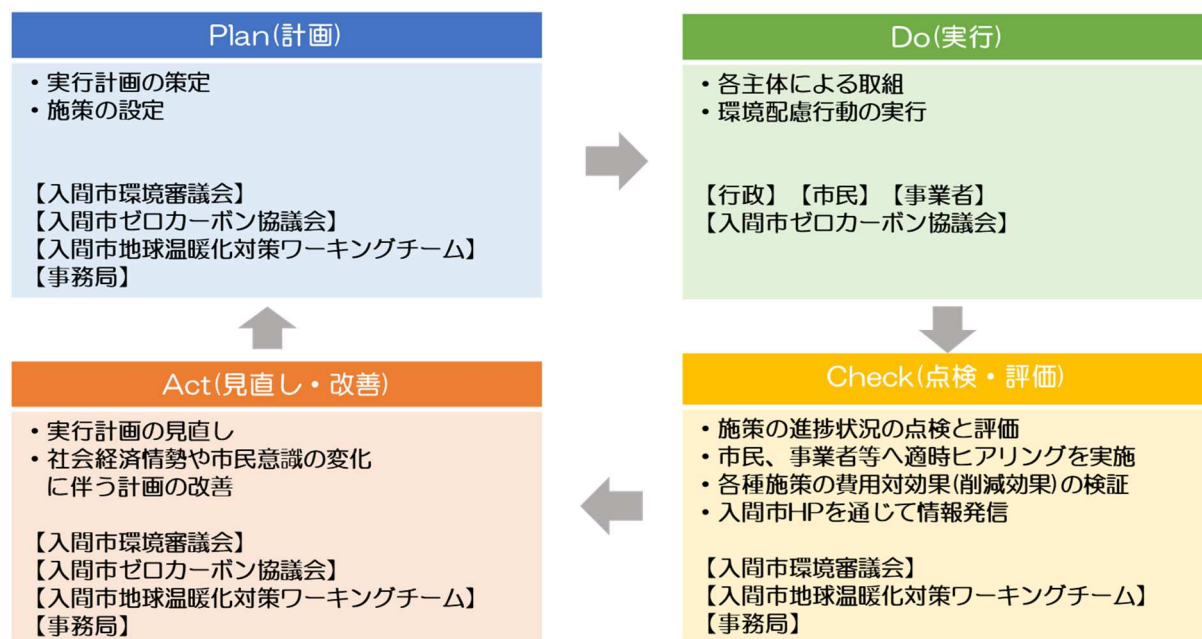 Plan(計画)
・実行計画の策定
・施策の設定
【入間市環境審議会】
【入間市ゼロカーボン協議会】
【入間市地球温暖化対策ワーキングチーム】
【事務局】
Do(実行)
・各主体による取組
・環境配慮行動の実行
【行政】【市民】【事業者】
【入間市ゼロカーボン協議会】
Check(点検・評価)
・施策の進捗状況の点検と評価
・市民、事業者等へ適時ヒアリングを実施
・各種施策の費用対効果(削減効果)の検証
・入間市HPを通じて情報発信
【入間市環境審議会】
【入間市地球温暖化対策ワーキングチーム】
【事務局】
Act(見直し・改善)
・実行計画の見直し
・社会経済情勢や市民意識の変化
に伴う計画の改善
【入間市環境審議会】
【入間市ゼロカーボン協議会】
【入間市地球温暖化対策ワーキングチーム】
【事務局】